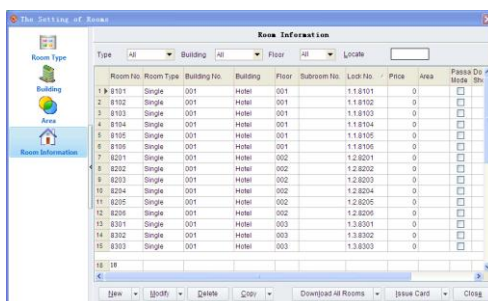 The Setting of Rooms
Room Information
Type All Building All Floor All Locate
Room Type
Building
Area
Room Information
Room No. Room Type Building No. Building Floor Subroom No. Lock No. Price Area Passa Mode Do Sho
1 8101 Single 001 Hotel 001 1.1.8101 0
2 8102 Single 001 Hotel 001 1.1.8102 0
3 8103 Single 001 Hotel 001 1.1.8103 0
4 8104 Single 001 Hotel 001 1.1.8104 0
5 8105 Single 001 Hotel 001 1.1.8105 0
6 8106 Single 001 Hotel 001 1.1.8106 0
7 8201 Single 001 Hotel 002 1.2.8201 0
8 8202 Single 001 Hotel 002 1.2.8202 0
9 8203 Single 001 Hotel 002 1.2.8203 0
10 8204 Single 001 Hotel 002 1.2.8204 0
11 8205 Single 001 Hotel 002 1.2.8205 0
12 8206 Single 001 Hotel 002 1.2.8206 0
13 8301 Single 001 Hotel 003 1.3.8301 0
14 8302 Single 001 Hotel 003 1.3.8302 0
15 8303 Single 001 Hotel 003 1.3.8303 0
18 18
New Modify Delete Copy Download All Rooms Issue Card Close